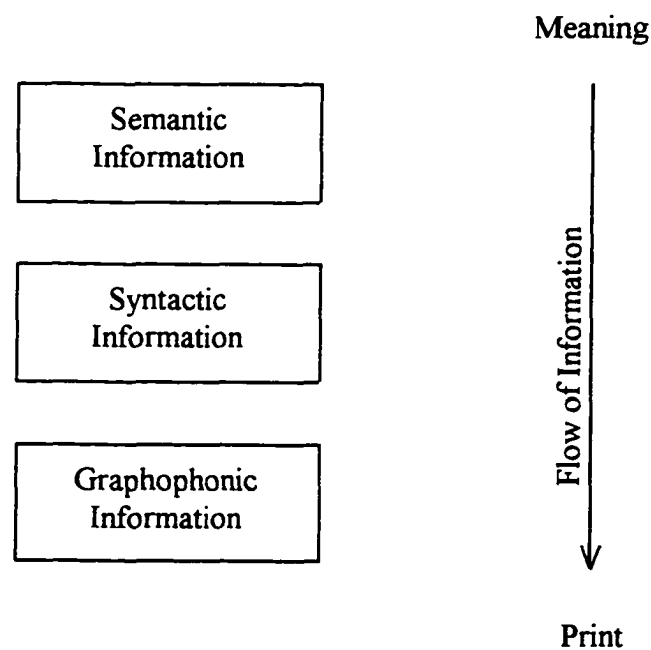 Meaning
Semantic
Information
Syntactic
Information
Flow of Information
Graphophonic
Information
Print